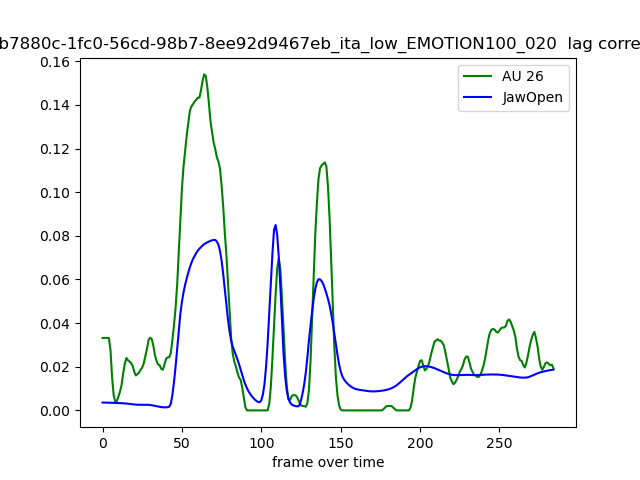 b7880c-1fc0-56cd-98b7-8ee92d9467eb_ita_low_EMOTION100_020 lag corre
0.16
0.14
0.12
0.10
0.08
0.06
0.04
0.02
0.00
AU 26
JawOpen
0 50 100 150 200 250
frame over time